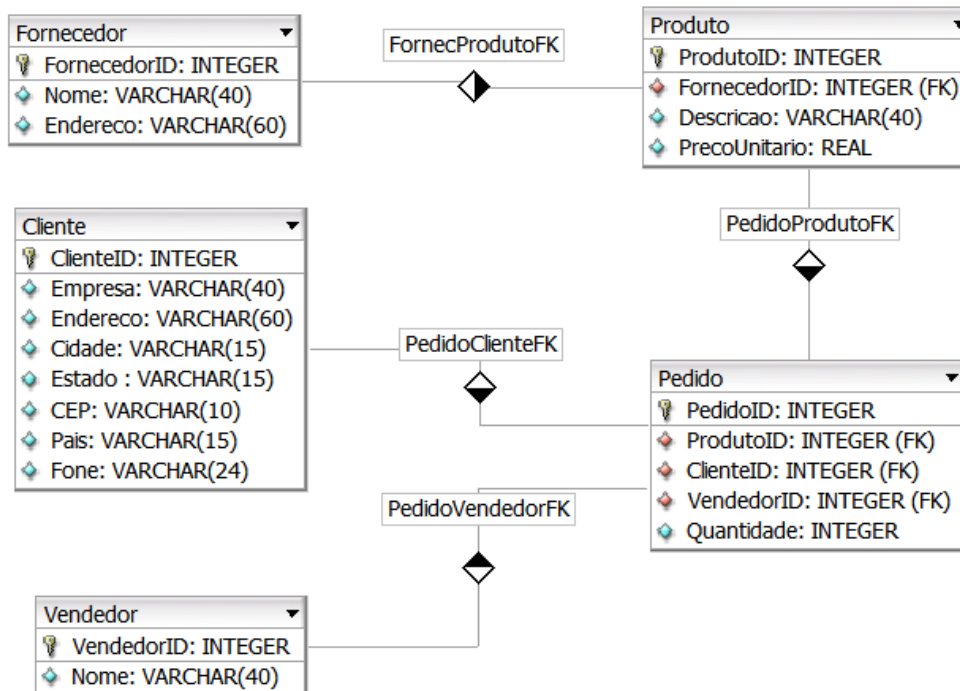 Fornecedor
FornecedorID: INTEGER
Nome: VARCHAR(40)
Endereco: VARCHAR(60)
FornecProdutoFK
Produto
ProdutoID: INTEGER
FornecedorID: INTEGER (FK)
Descricao: VARCHAR(40)
PrecoUnitario: REAL
PedidoProdutoFK
Cliente
ClienteID: INTEGER
Empresa: VARCHAR(40)
Endereco: VARCHAR(60)
Cidade: VARCHAR(15)
Estado : VARCHAR(15)
CEP: VARCHAR(10)
Pais: VARCHAR(15)
Fone: VARCHAR(24)
PedidoClienteFK
Pedido
PedidoID: INTEGER
ProdutoID: INTEGER (FK)
ClienteID: INTEGER (FK)
VendedorID: INTEGER (FK)
Quantidade: INTEGER
PedidoVendedorFK
Vendedor
VendedorID: INTEGER
Nome: VARCHAR(40)